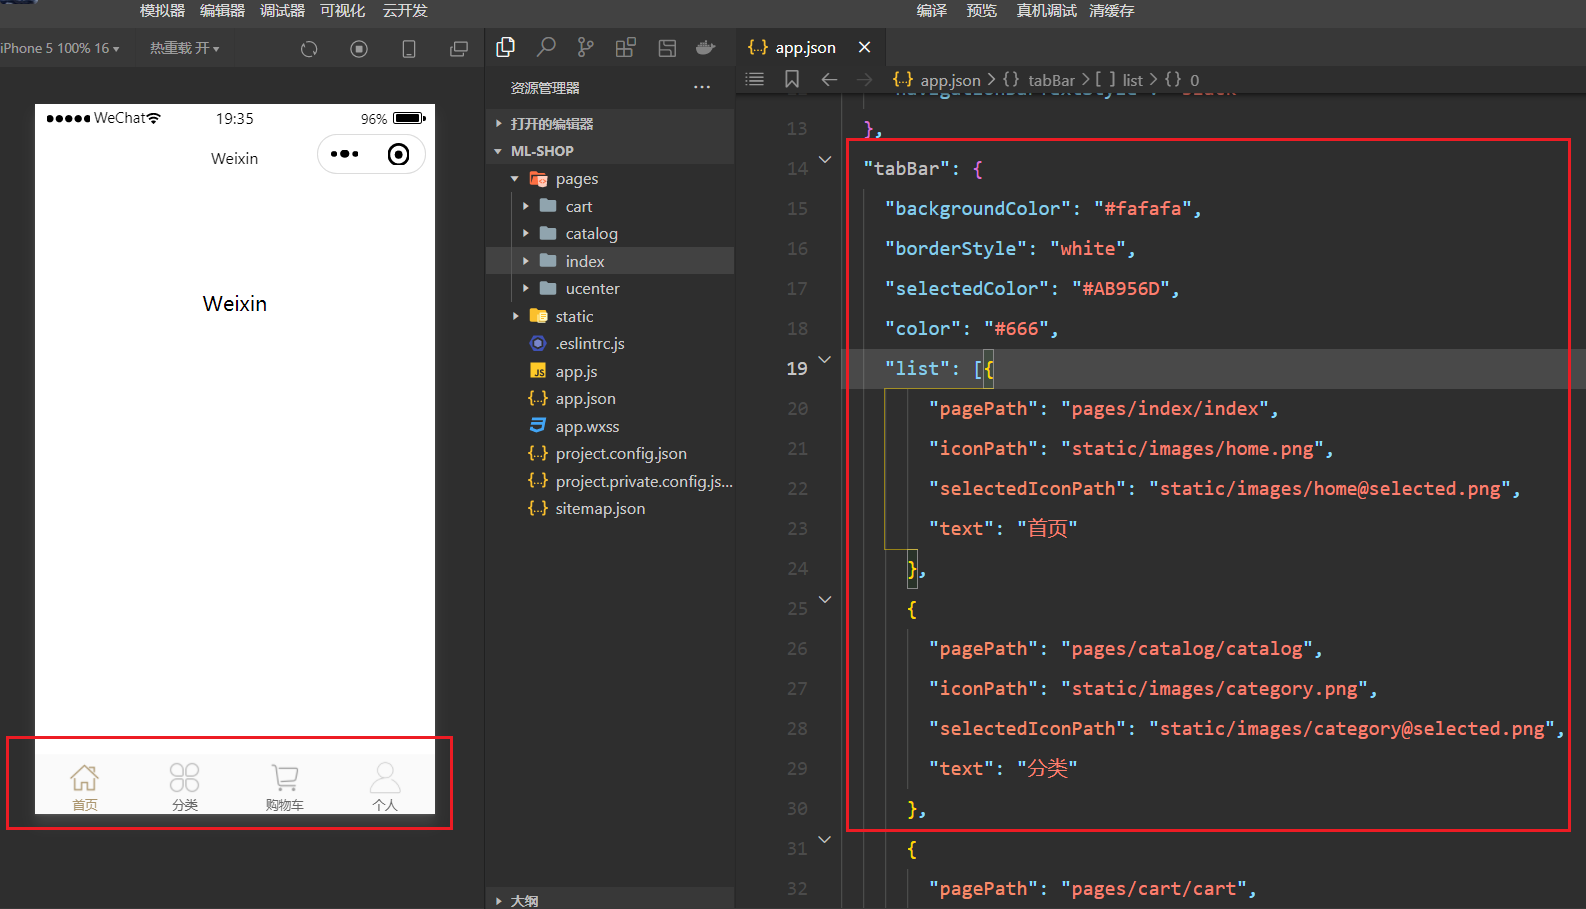 模拟器 编辑器 调试器 可视化 云开发 编译 预览 真机调试 清缓存
iPhone 5 100% 16 热重载 开
app.json
资源管理器
app.json > {} tabBar > [ ] list > {} 0
WeChat 19:35 96%
Weixin
Weixin
首页 分类 购物车 个人
打开的编辑器
ML-SHOP
pages
cart
catalog
index
ucenter
static
.eslintrc.js
app.js
app.json
app.wxss
project.config.json
project.private.config.js...
sitemap.json
大纲
13 },
14 "tabBar": {
15 "backgroundColor": "#fafafa",
16 "borderStyle": "white",
17 "selectedColor": "#AB956D",
18 "color": "#666",
19 "list": [{
20 "pagePath": "pages/index/index",
21 "iconPath": "static/images/home.png",
22 "selectedIconPath": "static/images/home@selected.png",
23 "text": "首页"
24 },
25 {
26 "pagePath": "pages/catalog/catalog",
27 "iconPath": "static/images/category.png",
28 "selectedIconPath": "static/images/category@selected.png",
29 "text": "分类"
30 },
31 {
32 "pagePath": "pages/cart/cart",